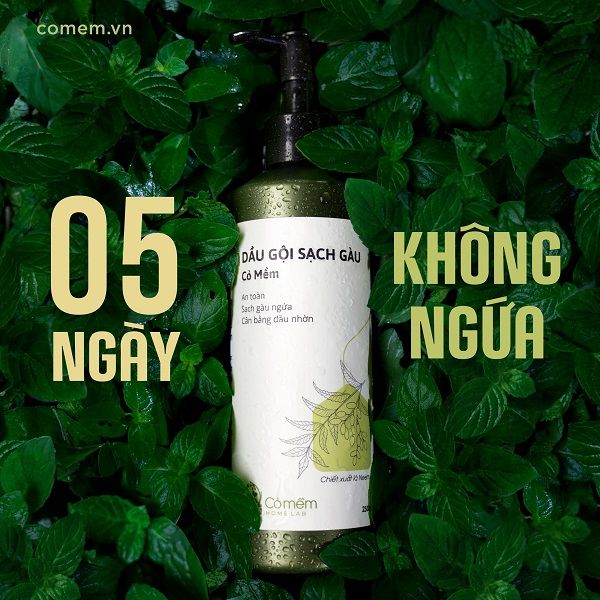 comem.vn
05
NGÀY
KHÔNG
NGỨA
DẦU GỘI SẠCH GÀU
Cỏ Mềm
An toàn
Sạch gàu ngứa
Cân bằng dầu nhờn
Chiết xuất lá Neem
Cỏ mềm
HOME LAB